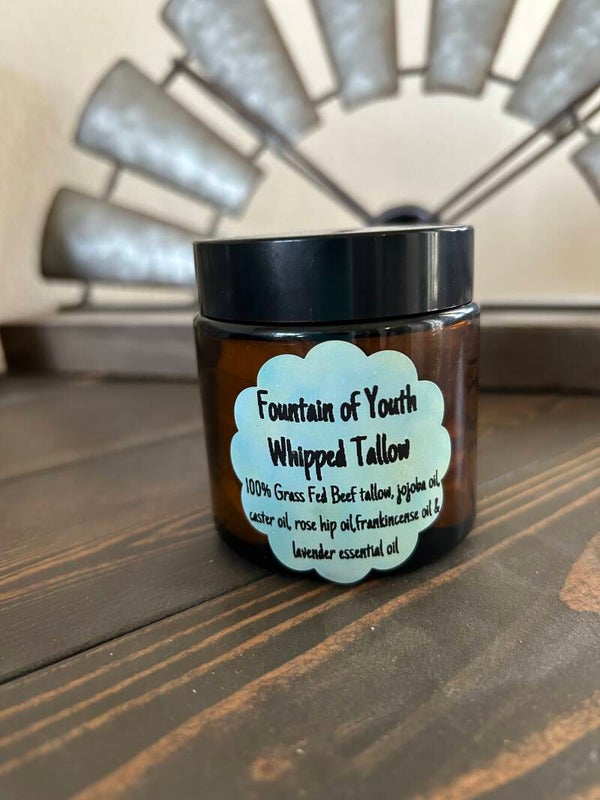 Fountain of Youth
Whipped Tallow
100% Grass Fed Beef tallow, jojoba oil,
caster oil, rose hip oil,Frankincense oil &
lavender essential oil